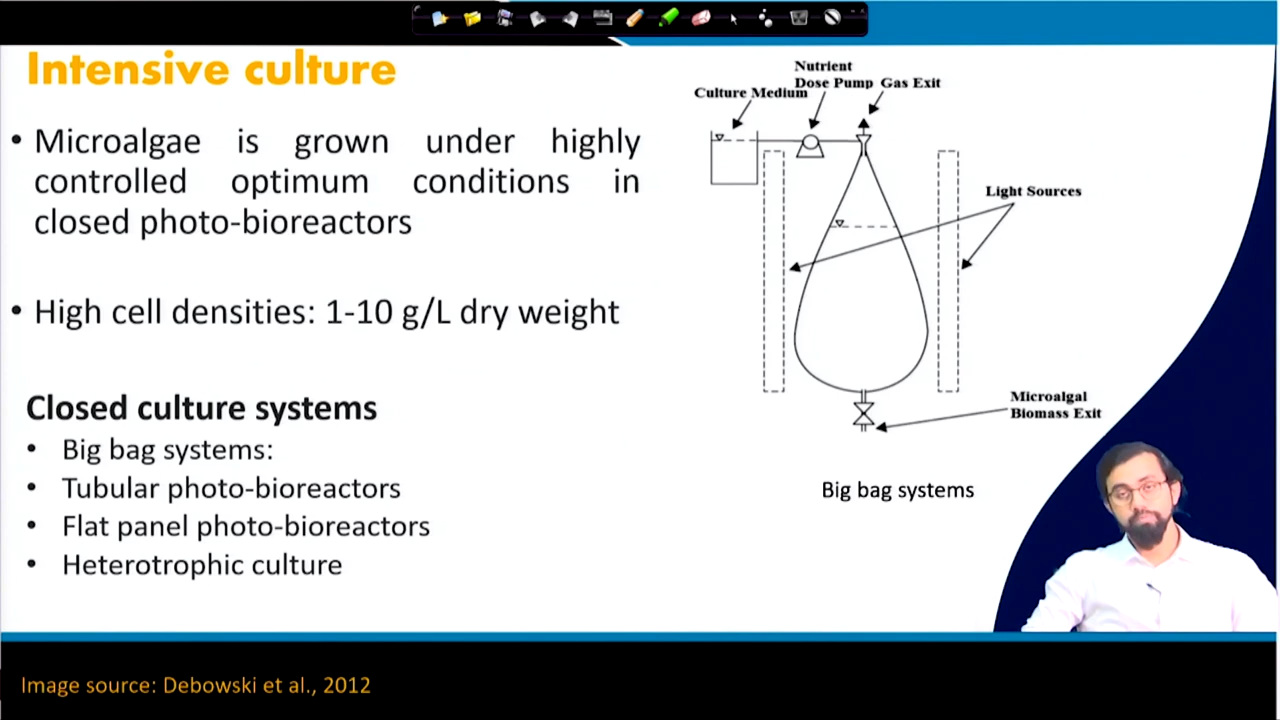 Intensive culture
• Microalgae is grown under highly
controlled optimum conditions in
closed photo-bioreactors
• High cell densities: 1-10 g/L dry weight
Closed culture systems
• Big bag systems:
• Tubular photo-bioreactors
• Flat panel photo-bioreactors
• Heterotrophic culture
Nutrient
Dose Pump
Gas Exit
Culture Medium
Light Sources
Microalgal
Biomass Exit
Big bag systems
Image source: Debowski et al., 2012